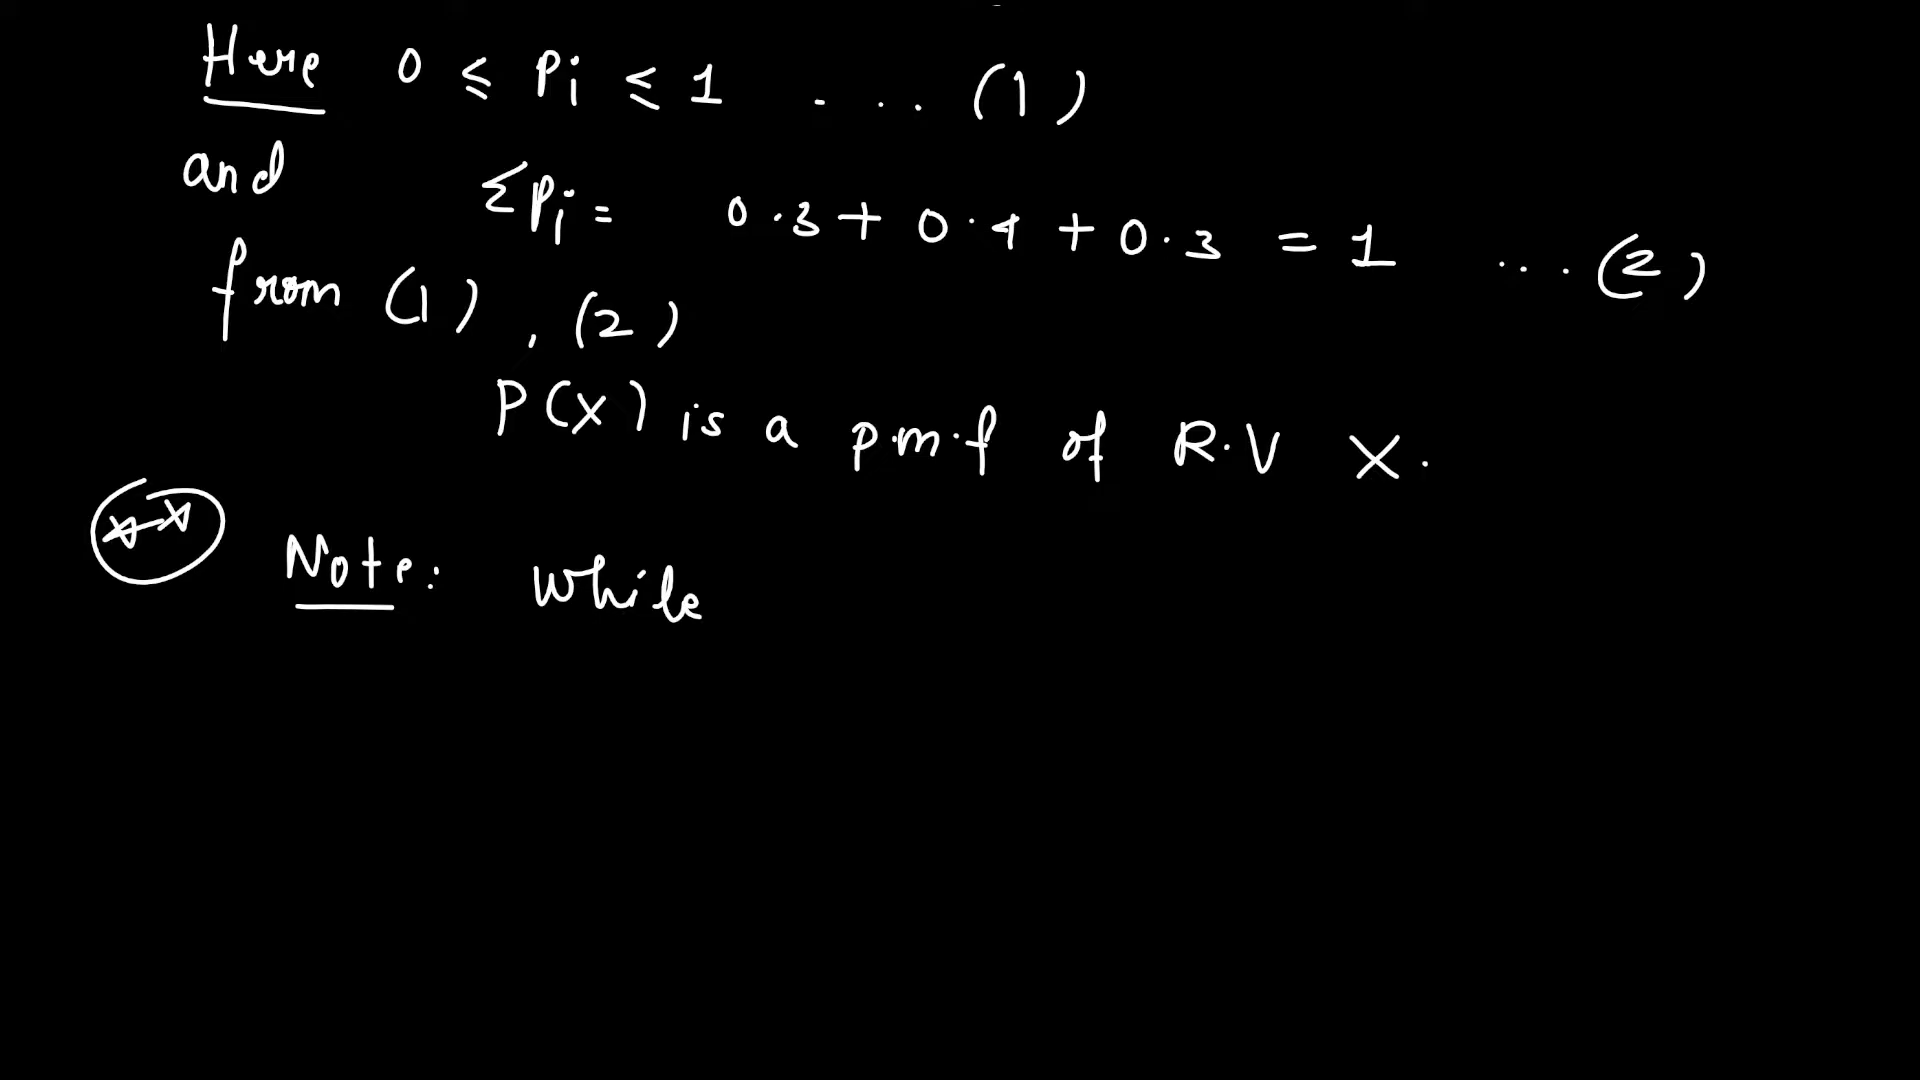 Here 0 ≤ Pi ≤ 1 .... (1)
and ΣPi = 0.3 + 0.4 + 0.3 = 1 .... (2)
from (1), (2)
P(X) is a p.m.f of R.V X.
Note: while